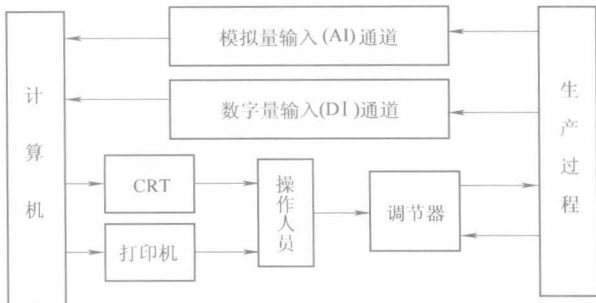 模拟量输入(AI)通道
数字量输入(DI)通道
计算机
CRT
打印机
操作人员
调节器
生产过程